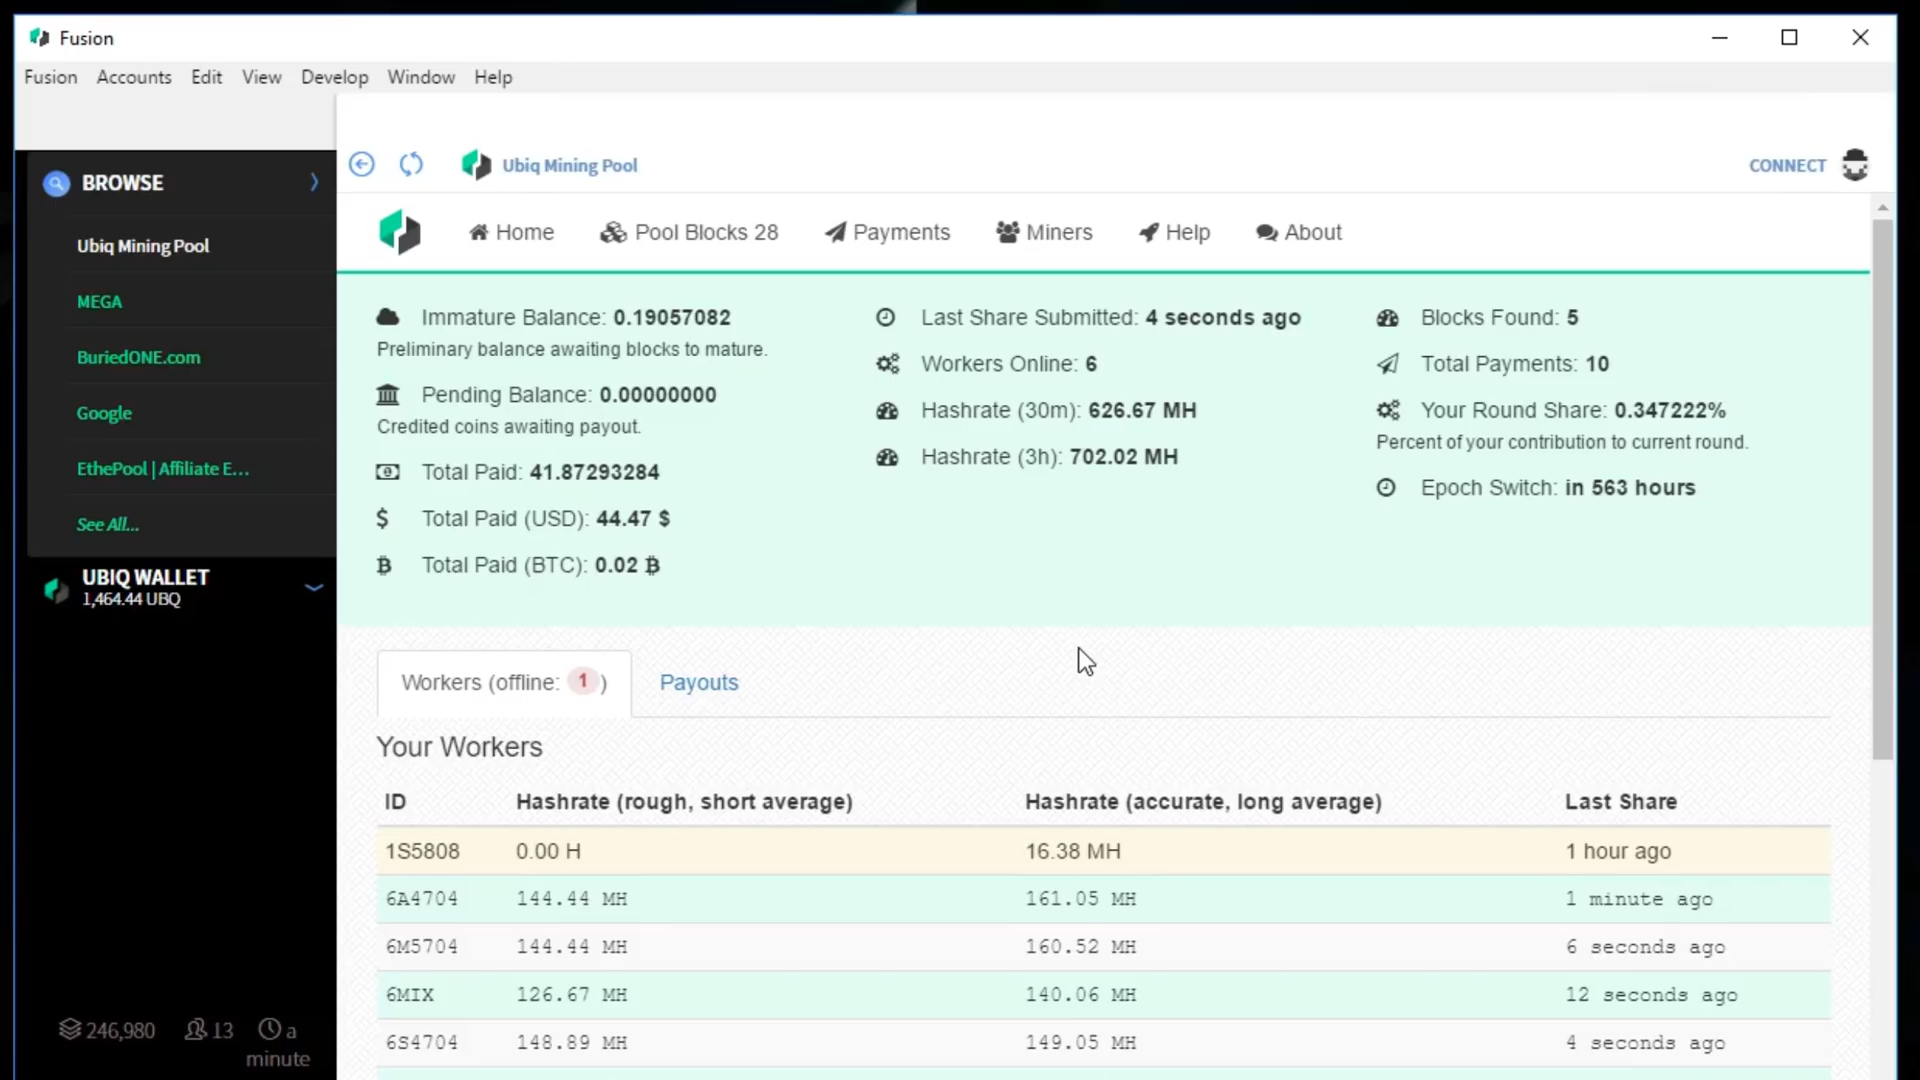 Fusion
Fusion Accounts Edit View Develop Window Help
BROWSE
Ubiq Mining Pool
MEGA
BuriedONE.com
Google
EthePool | Affiliate E...
See All...
UBIQ WALLET
1,464.44 UBQ
246,980 13 a
minute
Ubiq Mining Pool CONNECT
Home Pool Blocks 28 Payments Miners Help About
Immature Balance: 0.19057082
Preliminary balance awaiting blocks to mature.
Pending Balance: 0.00000000
Credited coins awaiting payout.
Total Paid: 41.87293284
$ Total Paid (USD): 44.47 $
₿ Total Paid (BTC): 0.02 ₿
Last Share Submitted: 4 seconds ago
Workers Online: 6
Hashrate (30m): 626.67 MH
Hashrate (3h): 702.02 MH
Blocks Found: 5
Total Payments: 10
Your Round Share: 0.347222%
Percent of your contribution to current round.
Epoch Switch: in 563 hours
Workers (offline: 1 ) Payouts
Your Workers
ID Hashrate (rough, short average) Hashrate (accurate, long average) Last Share
1S5808 0.00 H 16.38 MH 1 hour ago
6A4704 144.44 MH 161.05 MH 1 minute ago
6M5704 144.44 MH 160.52 MH 6 seconds ago
6MIX 126.67 MH 140.06 MH 12 seconds ago
6S4704 148.89 MH 149.05 MH 4 seconds ago